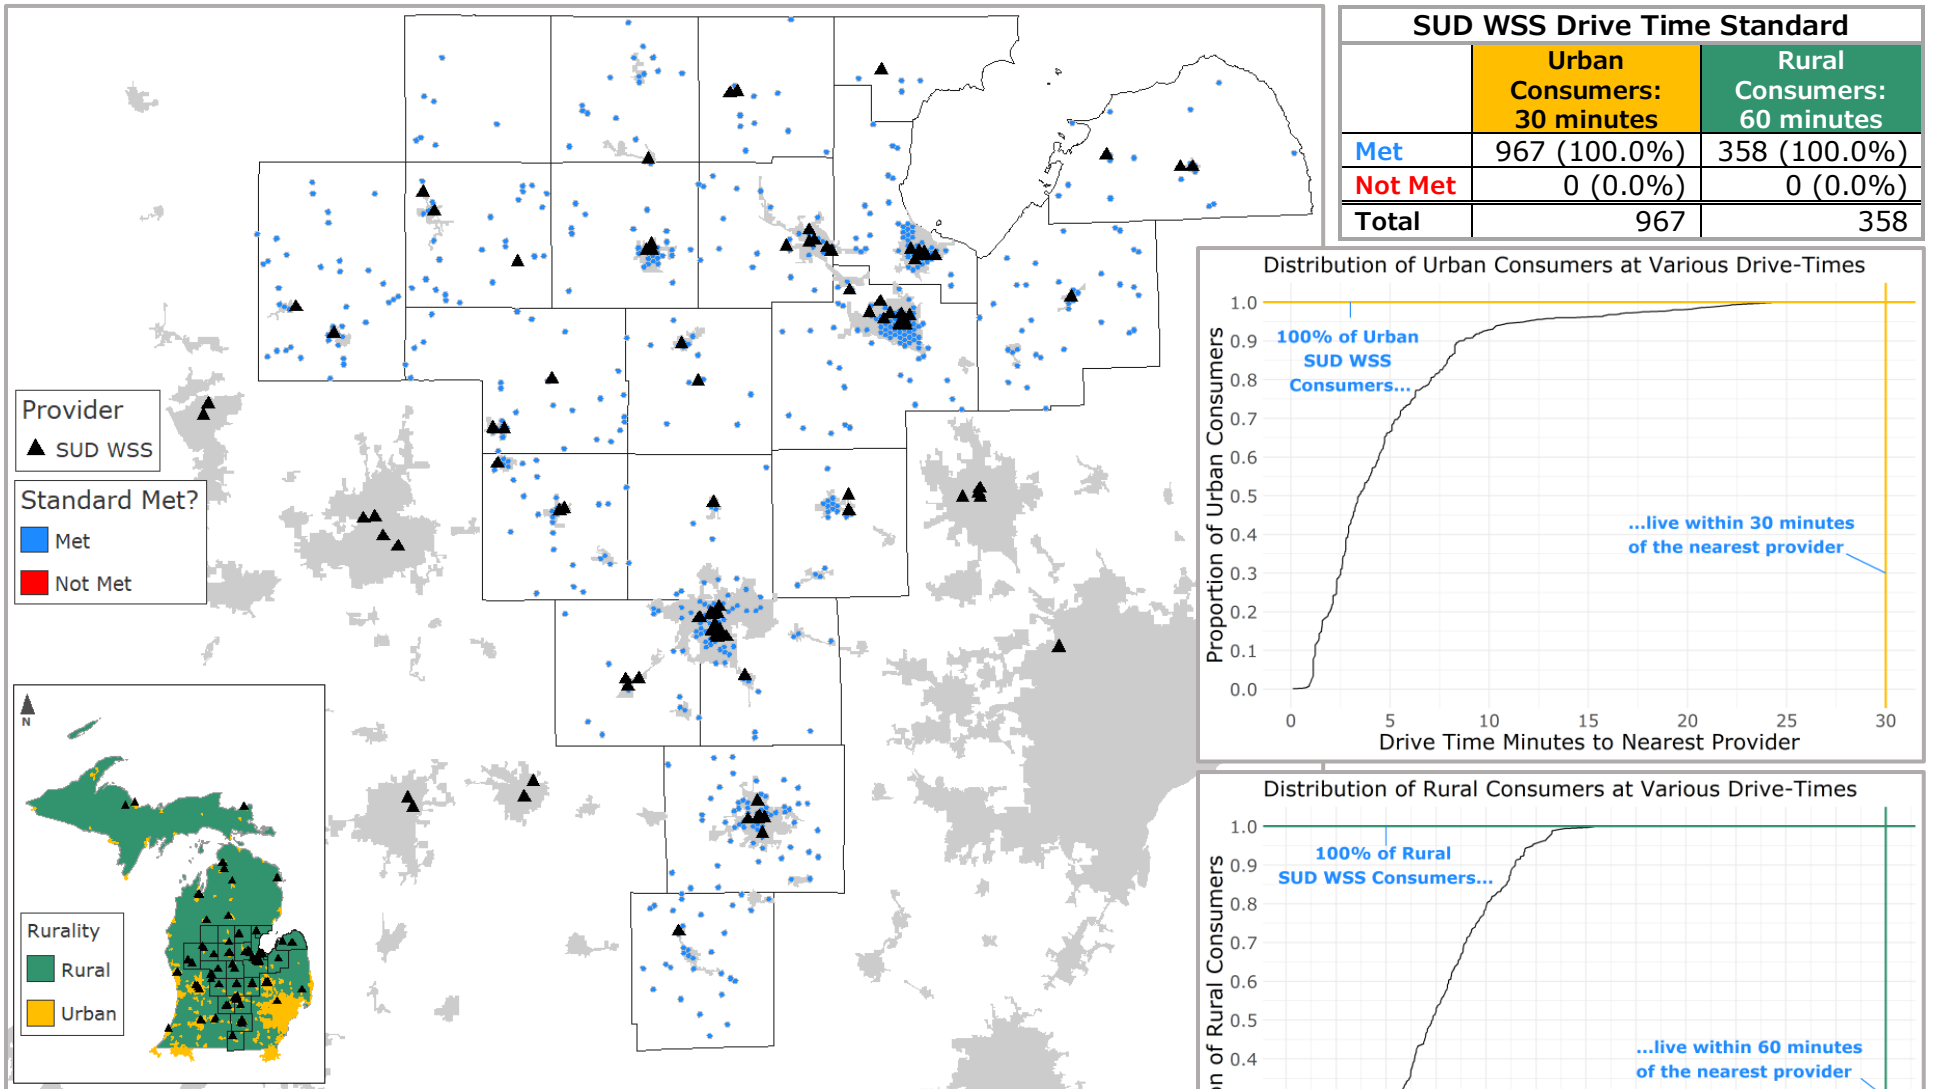 SUD WSS Drive Time Standard
Urban Consumers: 30 minutes
Rural Consumers: 60 minutes
Met 967 (100.0%) 358 (100.0%)
Not Met 0 (0.0%) 0 (0.0%)
Total 967 358
Provider
SUD WSS
Standard Met?
Met
Not Met
N
Rurality
Rural
Urban
Distribution of Urban Consumers at Various Drive-Times
Proportion of Urban Consumers
1.0
0.9
0.8
0.7
0.6
0.5
0.4
0.3
0.2
0.1
0.0
100% of Urban
SUD WSS
Consumers...
...live within 30 minutes
of the nearest provider
0 5 10 15 20 25 30
Drive Time Minutes to Nearest Provider
Distribution of Rural Consumers at Various Drive-Times
of Rural Consumers
1.0
0.9
0.8
0.7
0.6
0.5
0.4
100% of Rural
SUD WSS Consumers...
...live within 60 minutes
of the nearest provider